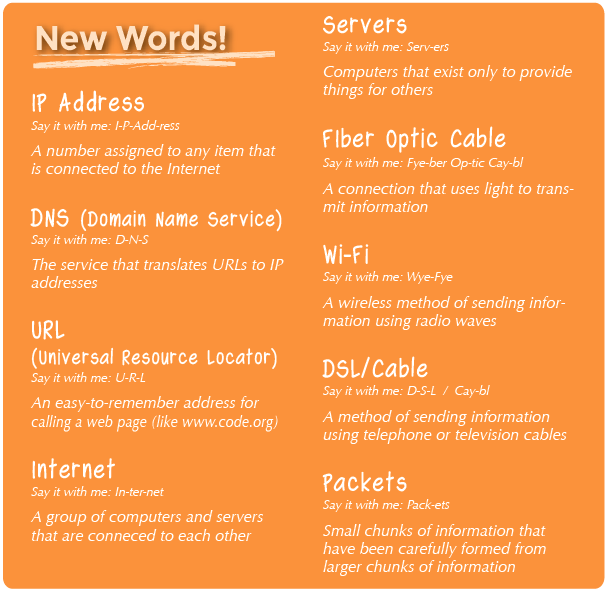 New Words!
IP Address
Say it with me: I-P-Add-ress
A number assigned to any item that
is connected to the Internet
DNS (Domain Name Service)
Say it with me: D-N-S
The service that translates URLs to IP
addresses
URL
(Universal Resource Locator)
Say it with me: U-R-L
An easy-to-remember address for
calling a web page (like www.code.org)
Internet
Say it with me: In-ter-net
A group of computers and servers
that are conneced to each other
Servers
Say it with me: Serv-ers
Computers that exist only to provide
things for others
FIber Optic Cable
Say it with me: Fye-ber Op-tic Cay-bl
A connection that uses light to trans-
mit information
Wi-Fi
Say it with me: Wye-Fye
A wireless method of sending infor-
mation using radio waves
DSL/Cable
Say it with me: D-S-L / Cay-bl
A method of sending information
using telephone or television cables
Packets
Say it with me: Pack-ets
Small chunks of information that
have been carefully formed from
larger chunks of information